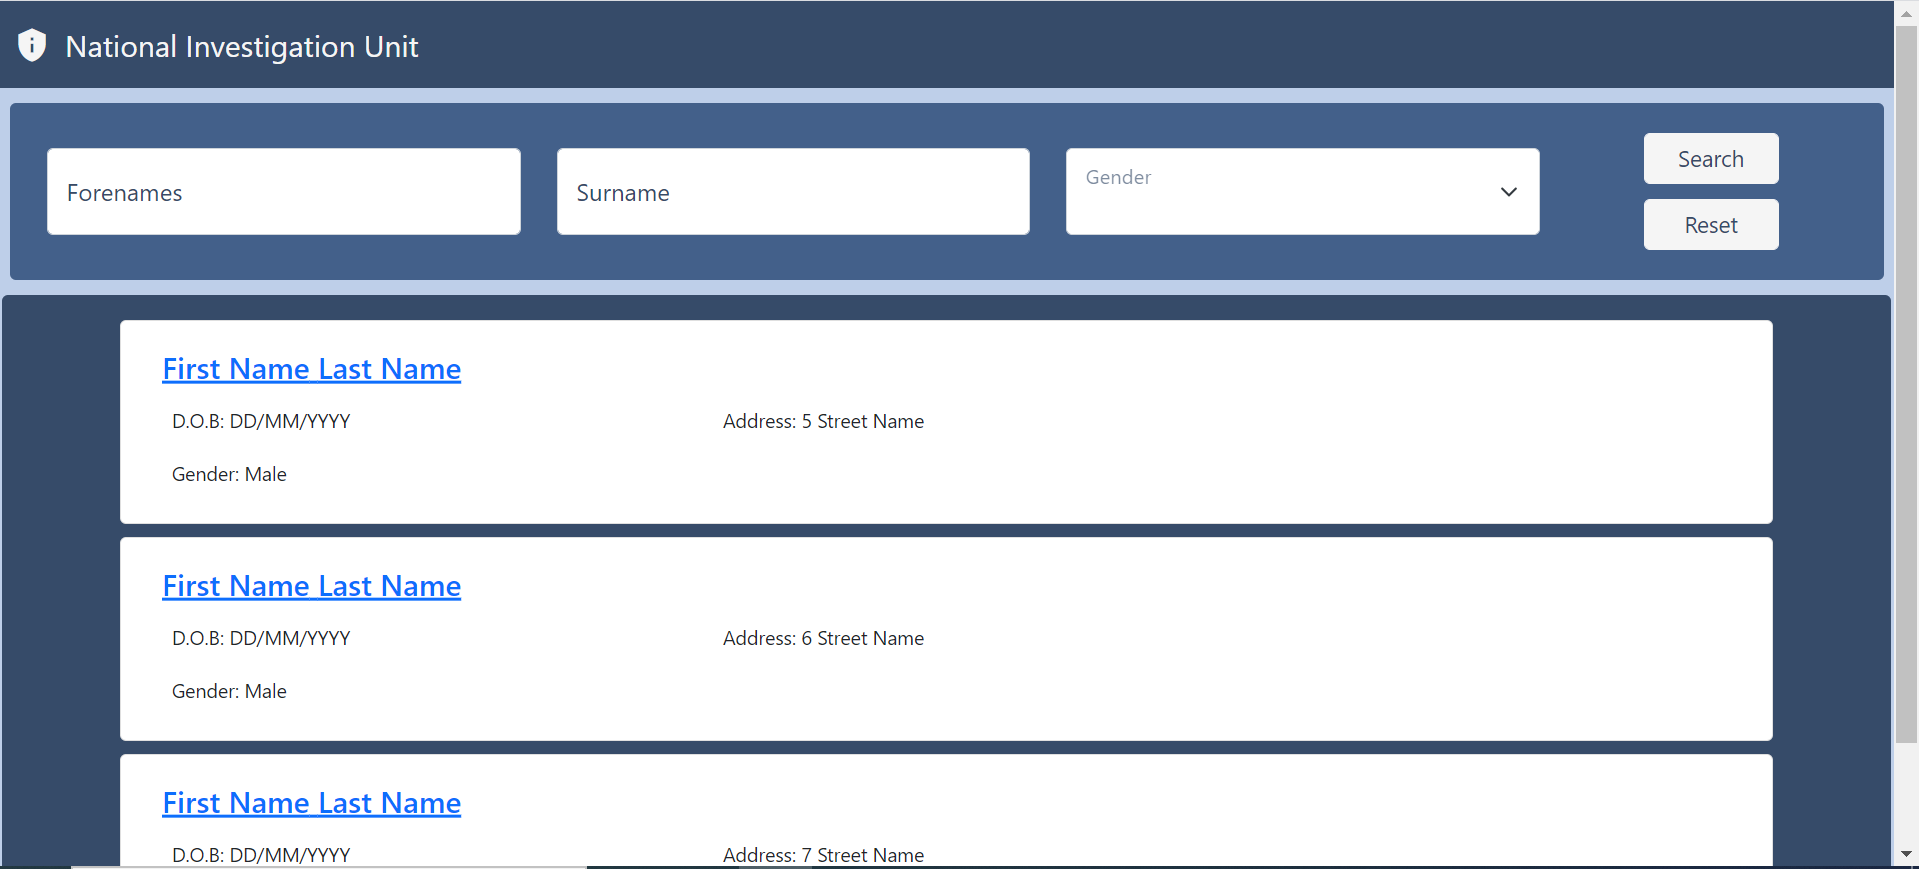 National Investigation Unit
Forenames
Surname
Gender
Search
Reset
First Name Last Name
D.O.B: DD/MM/YYYY
Address: 5 Street Name
Gender: Male
First Name Last Name
D.O.B: DD/MM/YYYY
Address: 6 Street Name
Gender: Male
First Name Last Name
D.O.B: DD/MM/YYYY
Address: 7 Street Name